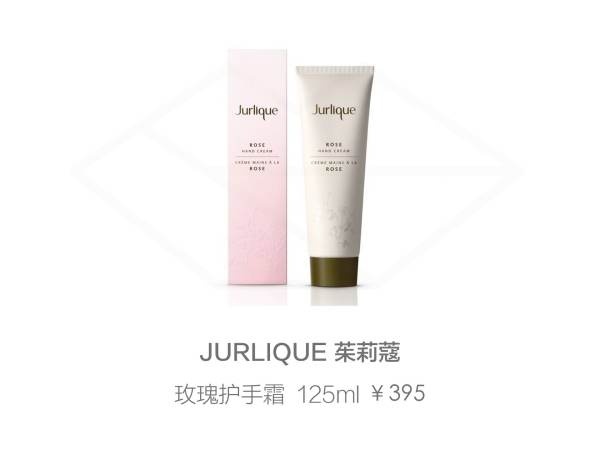 Jurlique
ROSE
HAND CREAM
CRÈME MAINS À LA
ROSE
Jurlique
ROSE
HAND CREAM
CRÈME MAINS À LA
ROSE
JURLIQUE 茱莉蔻
玫瑰护手霜 125ml ￥395